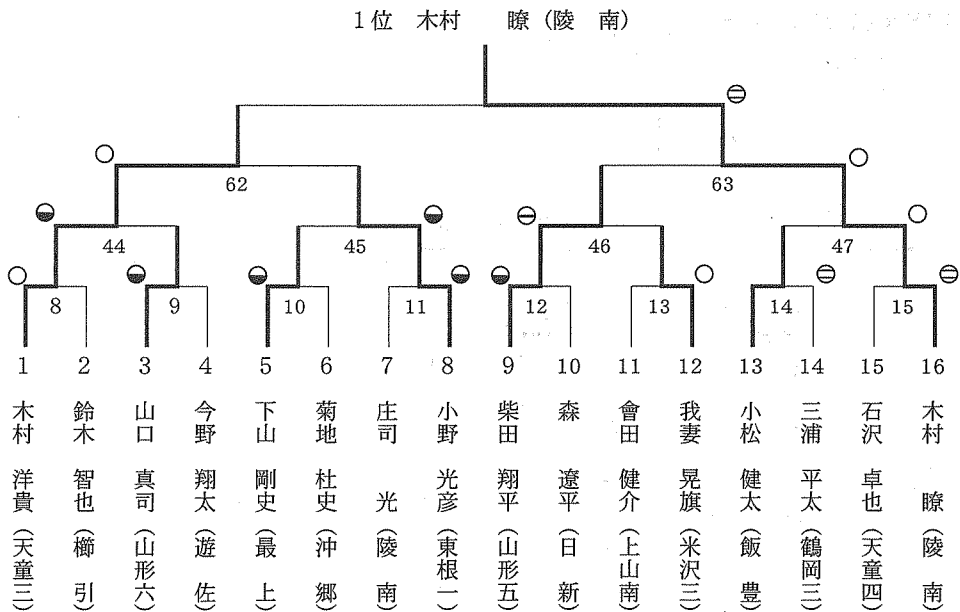 1位 木村 瞭(陵 南)
62
63
44
45
46
47
8
9
10
11
12
13
14
15
1 2 3 4 5 6 7 8 9 10 11 12 13 14 15 16
木村 洋貴(天童三)
鈴木 智也(櫛 引)
山口 真司(山形六)
今野 翔太(遊 佐)
下山 剛史(最 上)
菊地 杜史(沖 郷)
庄司 光(陵 南)
小野 光彦(東根一)
柴田 翔平(山形五)
森 遼平(日 新)
會田 健介(上山南)
我妻 晃旗(米沢三)
小松 健太(飯 豊)
三浦 平太(鶴岡三)
石沢 卓也(天童四)
木村 瞭(陵 南)